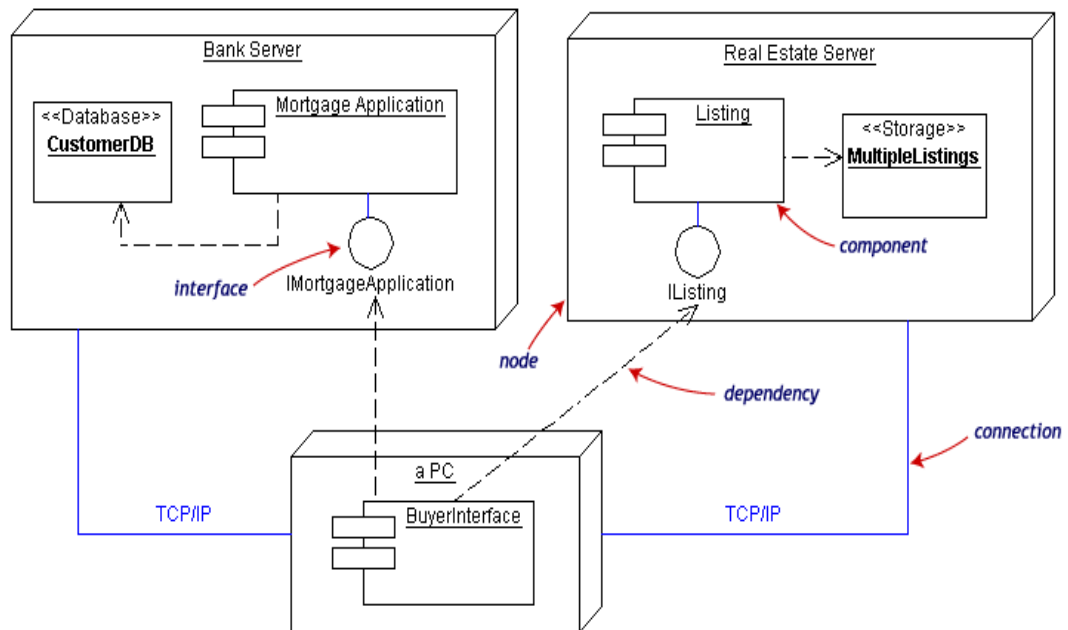 Bank Server
<<Database>>
CustomerDB
Mortgage Application
interface
IMortgageApplication
Real Estate Server
Listing
<<Storage>>
MultipleListings
component
IListing
node
dependency
connection
a PC
BuyerInterface
TCP/IP
TCP/IP